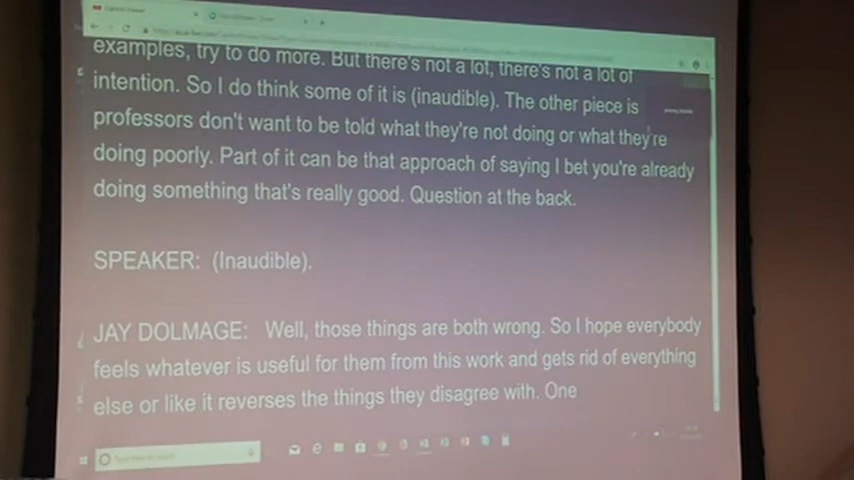 examples, try to do more. But there's not a lot, there's not a lot of
intention. So I do think some of it is (inaudible). The other piece is
professors don't want to be told what they're not doing or what they're
doing poorly. Part of it can be that approach of saying I bet you're already
doing something that's really good. Question at the back.
SPEAKER: (Inaudible).
JAY DOLMAGE: Well, those things are both wrong. So I hope everybody
feels whatever is useful for them from this work and gets rid of everything
else or like it reverses the things they disagree with. One